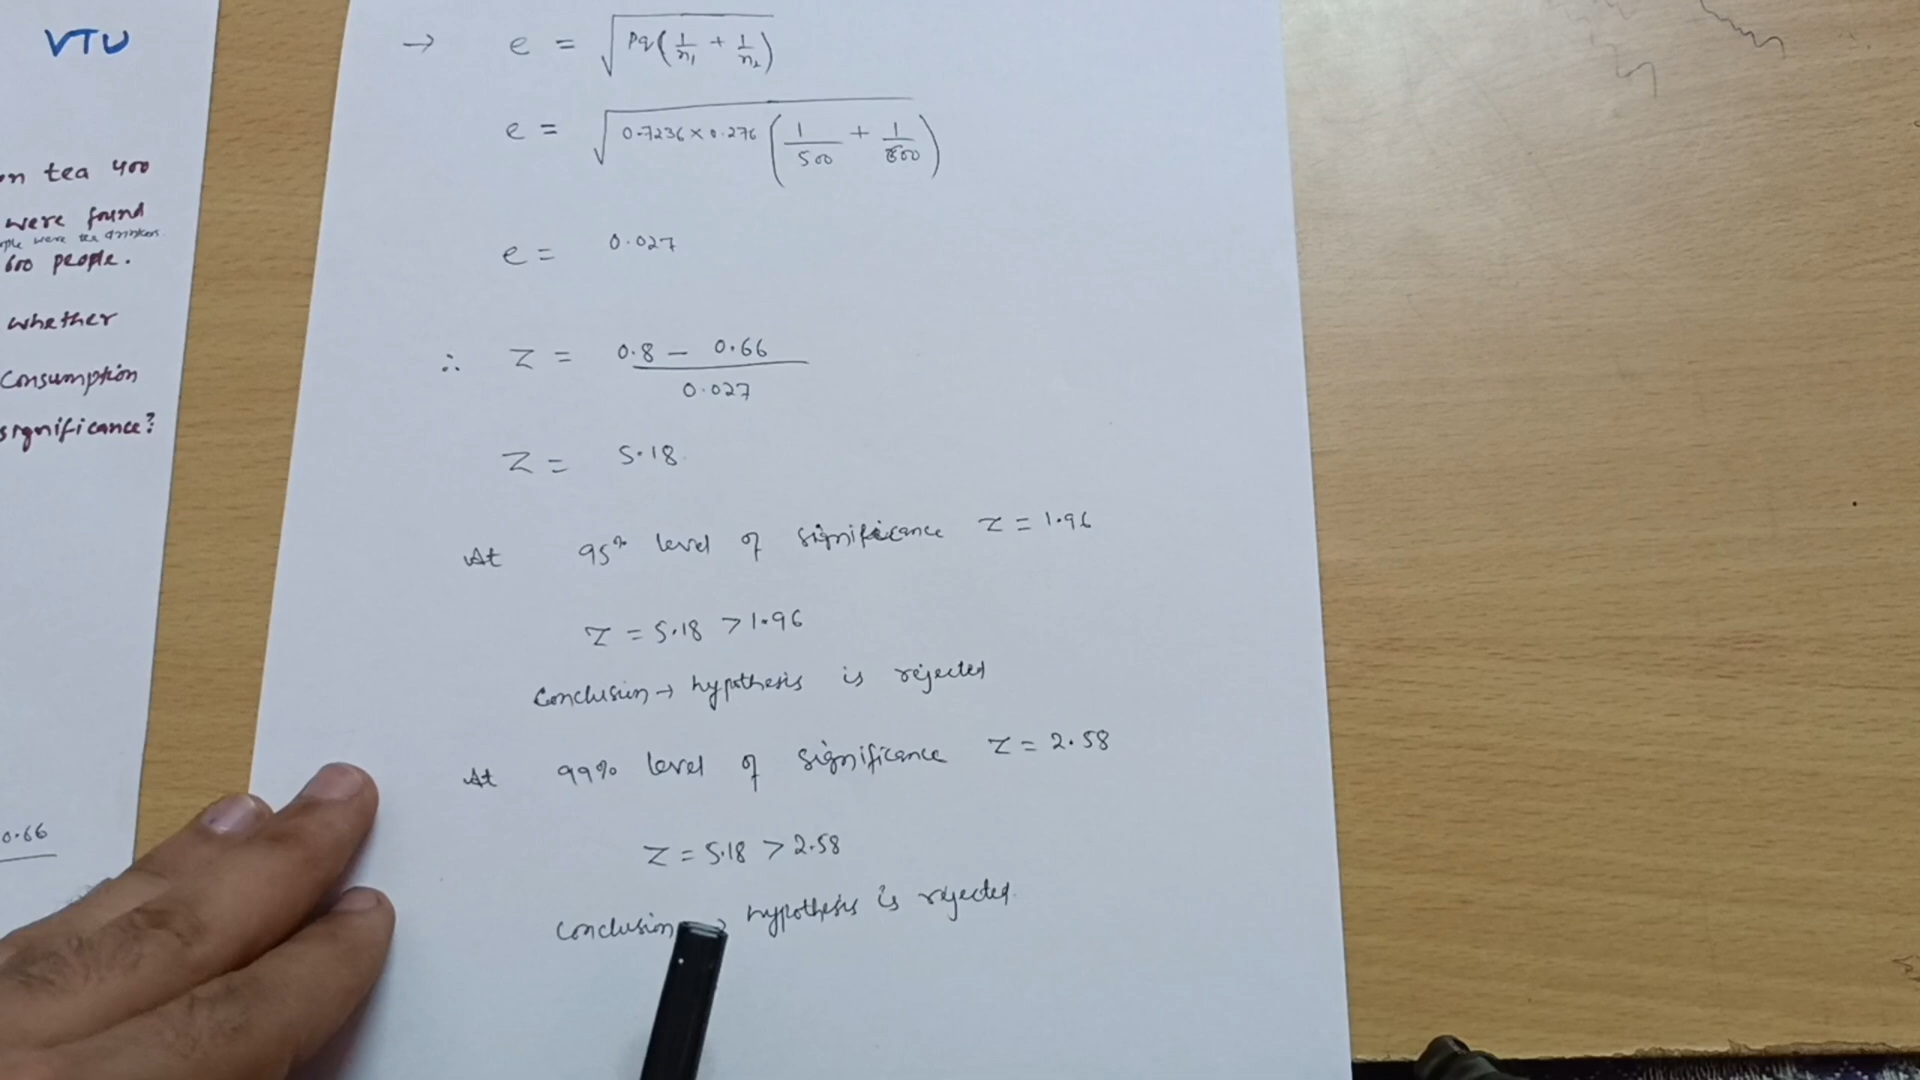 VTU
on tea 400
were found
were tea drinkers.
600 people.
whether
Consumption
significance?
0.66
→ e = √pq(1/n₁ + 1/n₂)
e = √0.7236 × 0.276 (1/500 + 1/600)
e = 0.027
∴ Z = 0.8 – 0.66 / 0.027
Z = 5.18
At 95% level of significance Z = 1.96
Z = 5.18 > 1.96
Conclusion → hypothesis is rejected
At 99% level of significance Z = 2.58
Z = 5.18 > 2.58
Conclusion → hypothesis is rejected.